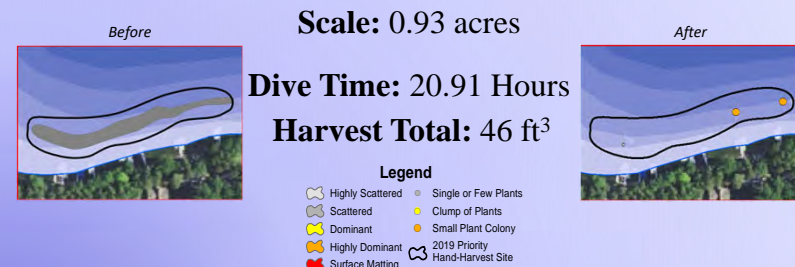 Before
Scale: 0.93 acres
After
Dive Time: 20.91 Hours
Harvest Total: 46 ft³
Legend
Highly Scattered
Scattered
Dominant
Highly Dominant
Surface Matting
Single or Few Plants
Clump of Plants
Small Plant Colony
2019 Priority
Hand-Harvest Site